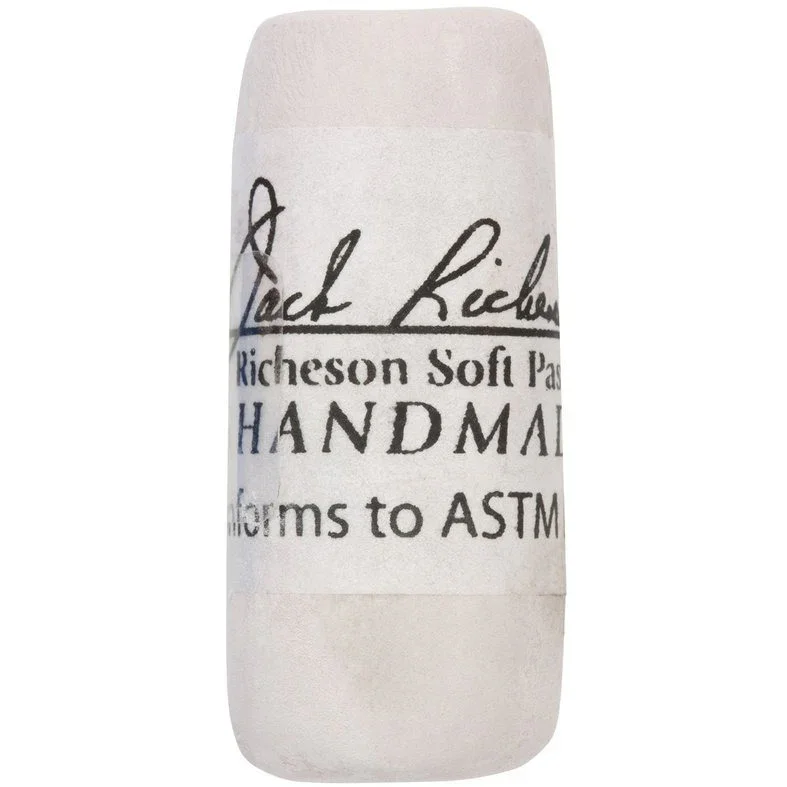 Jack Riches
Richeson Soft Pas
HANDMAD
nforms to ASTM